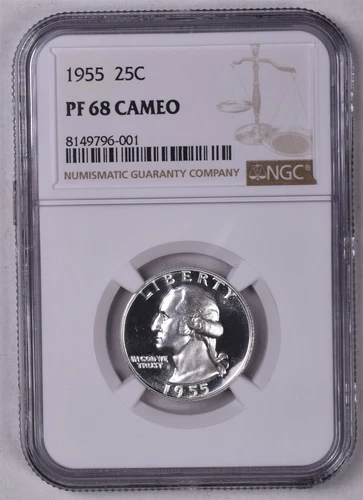 1955 25C
PF 68 CAMEO
8149796-001
NUMISMATIC GUARANTY COMPANY
NGC®
LIBERTY
IN GOD WE
TRUST
1955